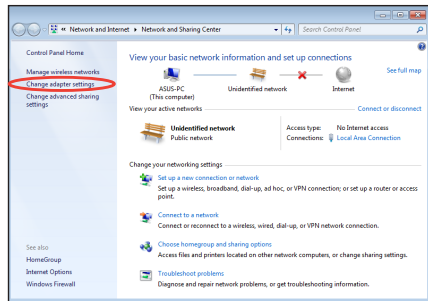 « Network and Internet ▸ Network and Sharing Center
Search Control Panel
Control Panel Home
Manage wireless networks
Change adapter settings
Change advanced sharing
settings
See also
HomeGroup
Internet Options
Windows Firewall
View your basic network information and set up connections
See full map
ASUS-PC
(This computer)
Unidentified network
Internet
View your active networks
Connect or disconnect
Unidentified network
Public network
Access type: No Internet access
Connections: Local Area Connection
Change your networking settings
Set up a new connection or network
Set up a wireless, broadband, dial-up, ad hoc, or VPN connection; or set up a router or access
point.
Connect to a network
Connect or reconnect to a wireless, wired, dial-up, or VPN network connection.
Choose homegroup and sharing options
Access files and printers located on other network computers, or change sharing settings.
Troubleshoot problems
Diagnose and repair network problems, or get troubleshooting information.